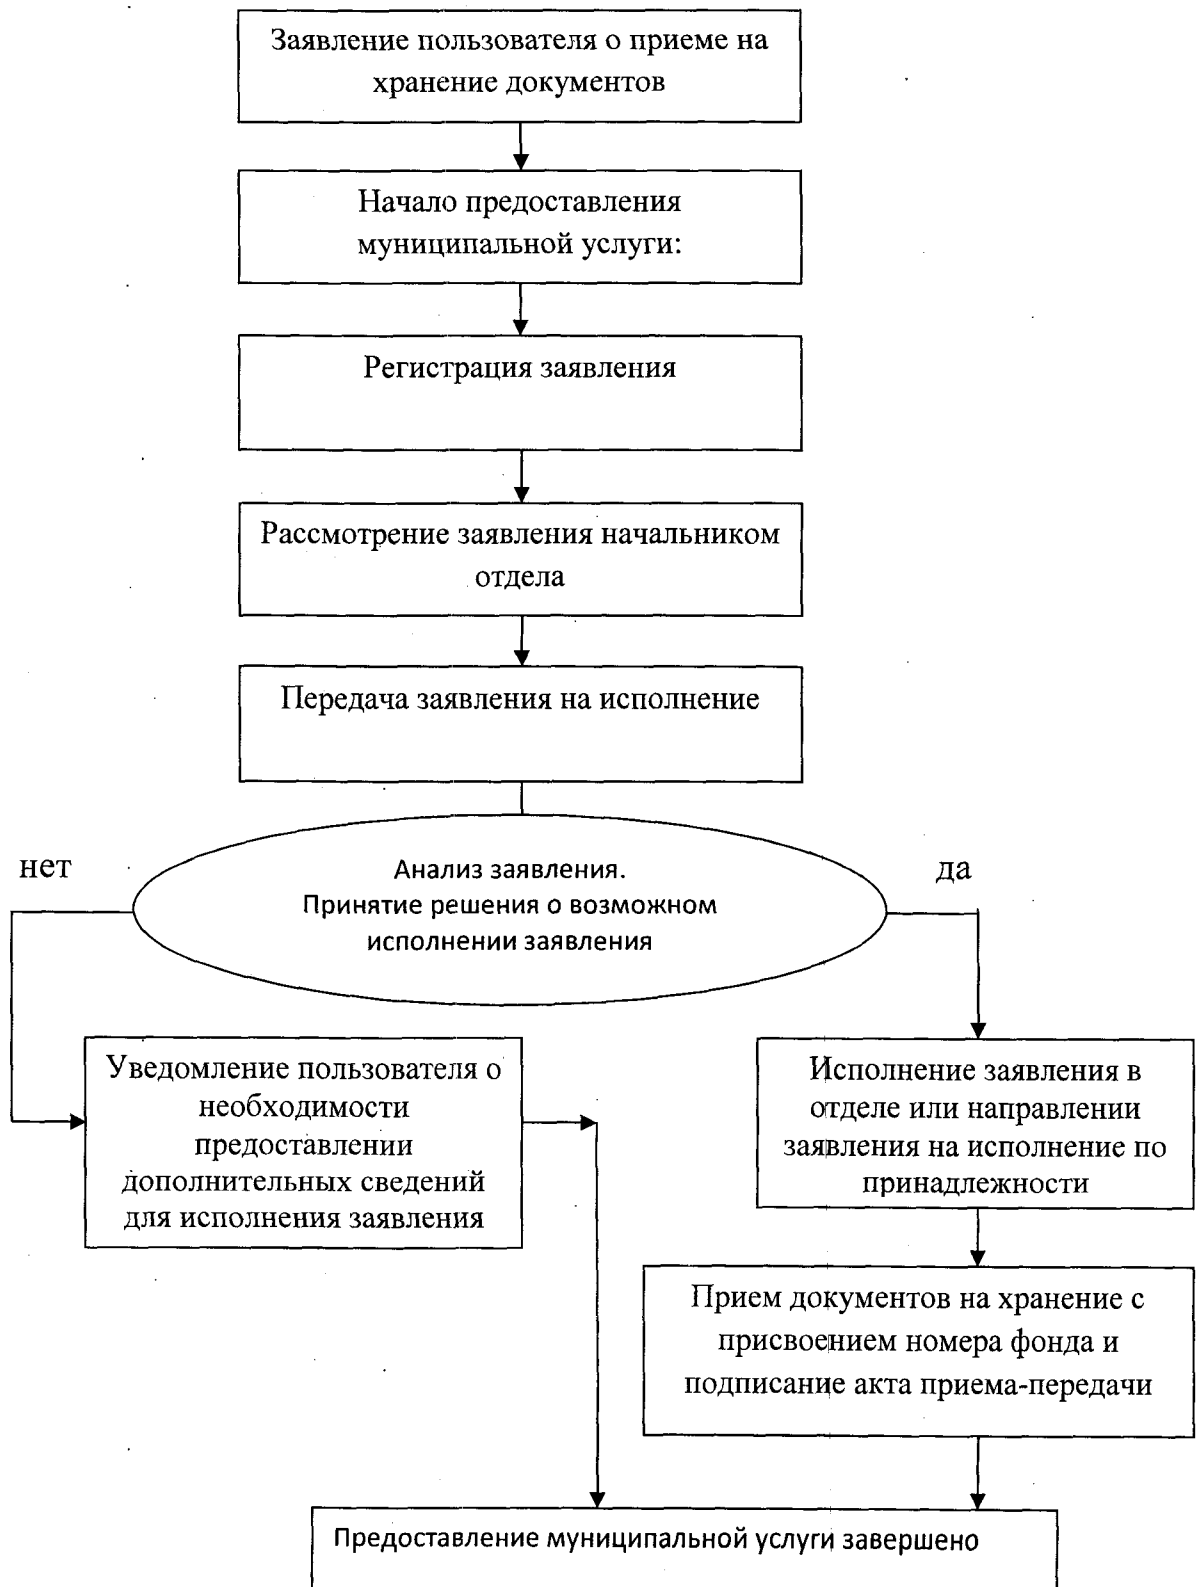 Заявление пользователя о приеме на
хранение документов
Начало предоставления
муниципальной услуги:
Регистрация заявления
Рассмотрение заявления начальником
отдела
Передача заявления на исполнение
нет
Анализ заявления.
Принятие решения о возможном
исполнении заявления
да
Уведомление пользователя о
необходимости
предоставлении
дополнительных сведений
для исполнения заявления
Исполнение заявления в
отделе или направлении
заявления на исполнение по
принадлежности
Прием документов на хранение с
присвоением номера фонда и
подписание акта приема-передачи
Предоставление муниципальной услуги завершено